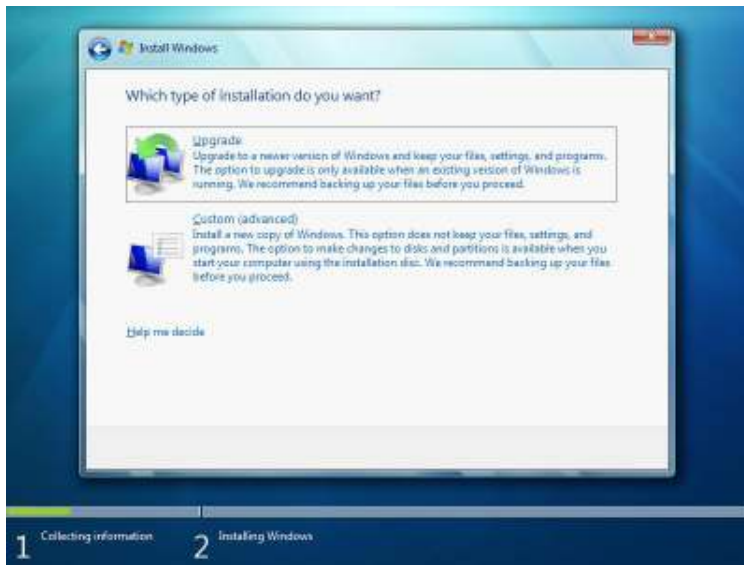 Install Windows
Which type of installation do you want?
Upgrade
Upgrade to a newer version of Windows and keep your files, settings, and programs.
The option to upgrade is only available when an existing version of Windows is
running. We recommend backing up your files before you proceed.
Custom (advanced)
Install a new copy of Windows. This option does not keep your files, settings, and
programs. The option to make changes to disks and partitions is available when you
start your computer using the installation disc. We recommend backing up your files
before you proceed.
Help me decide
1 Collecting information
2 Installing Windows